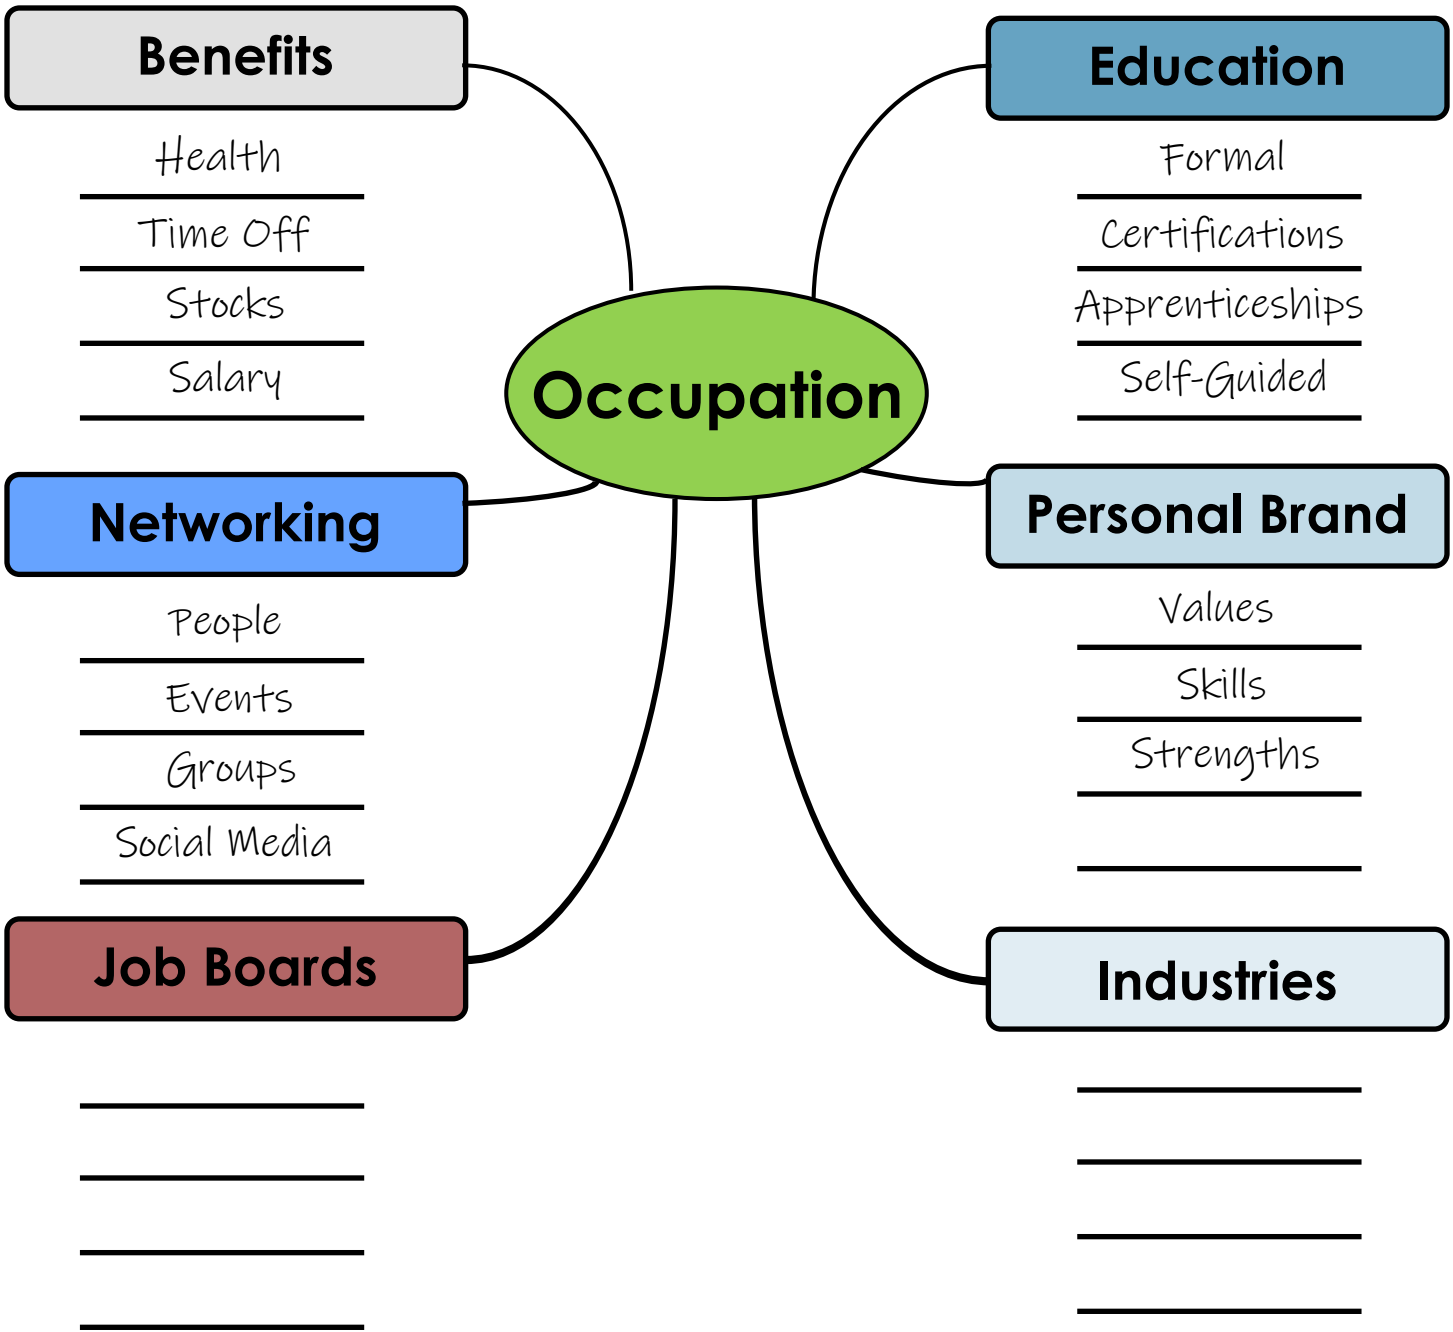 Benefits
Health
Time Off
Stocks
Salary
Networking
People
Events
Groups
Social Media
Job Boards
Occupation
Education
Formal
Certifications
Apprenticeships
Self-Guided
Personal Brand
Values
Skills
Strengths
Industries